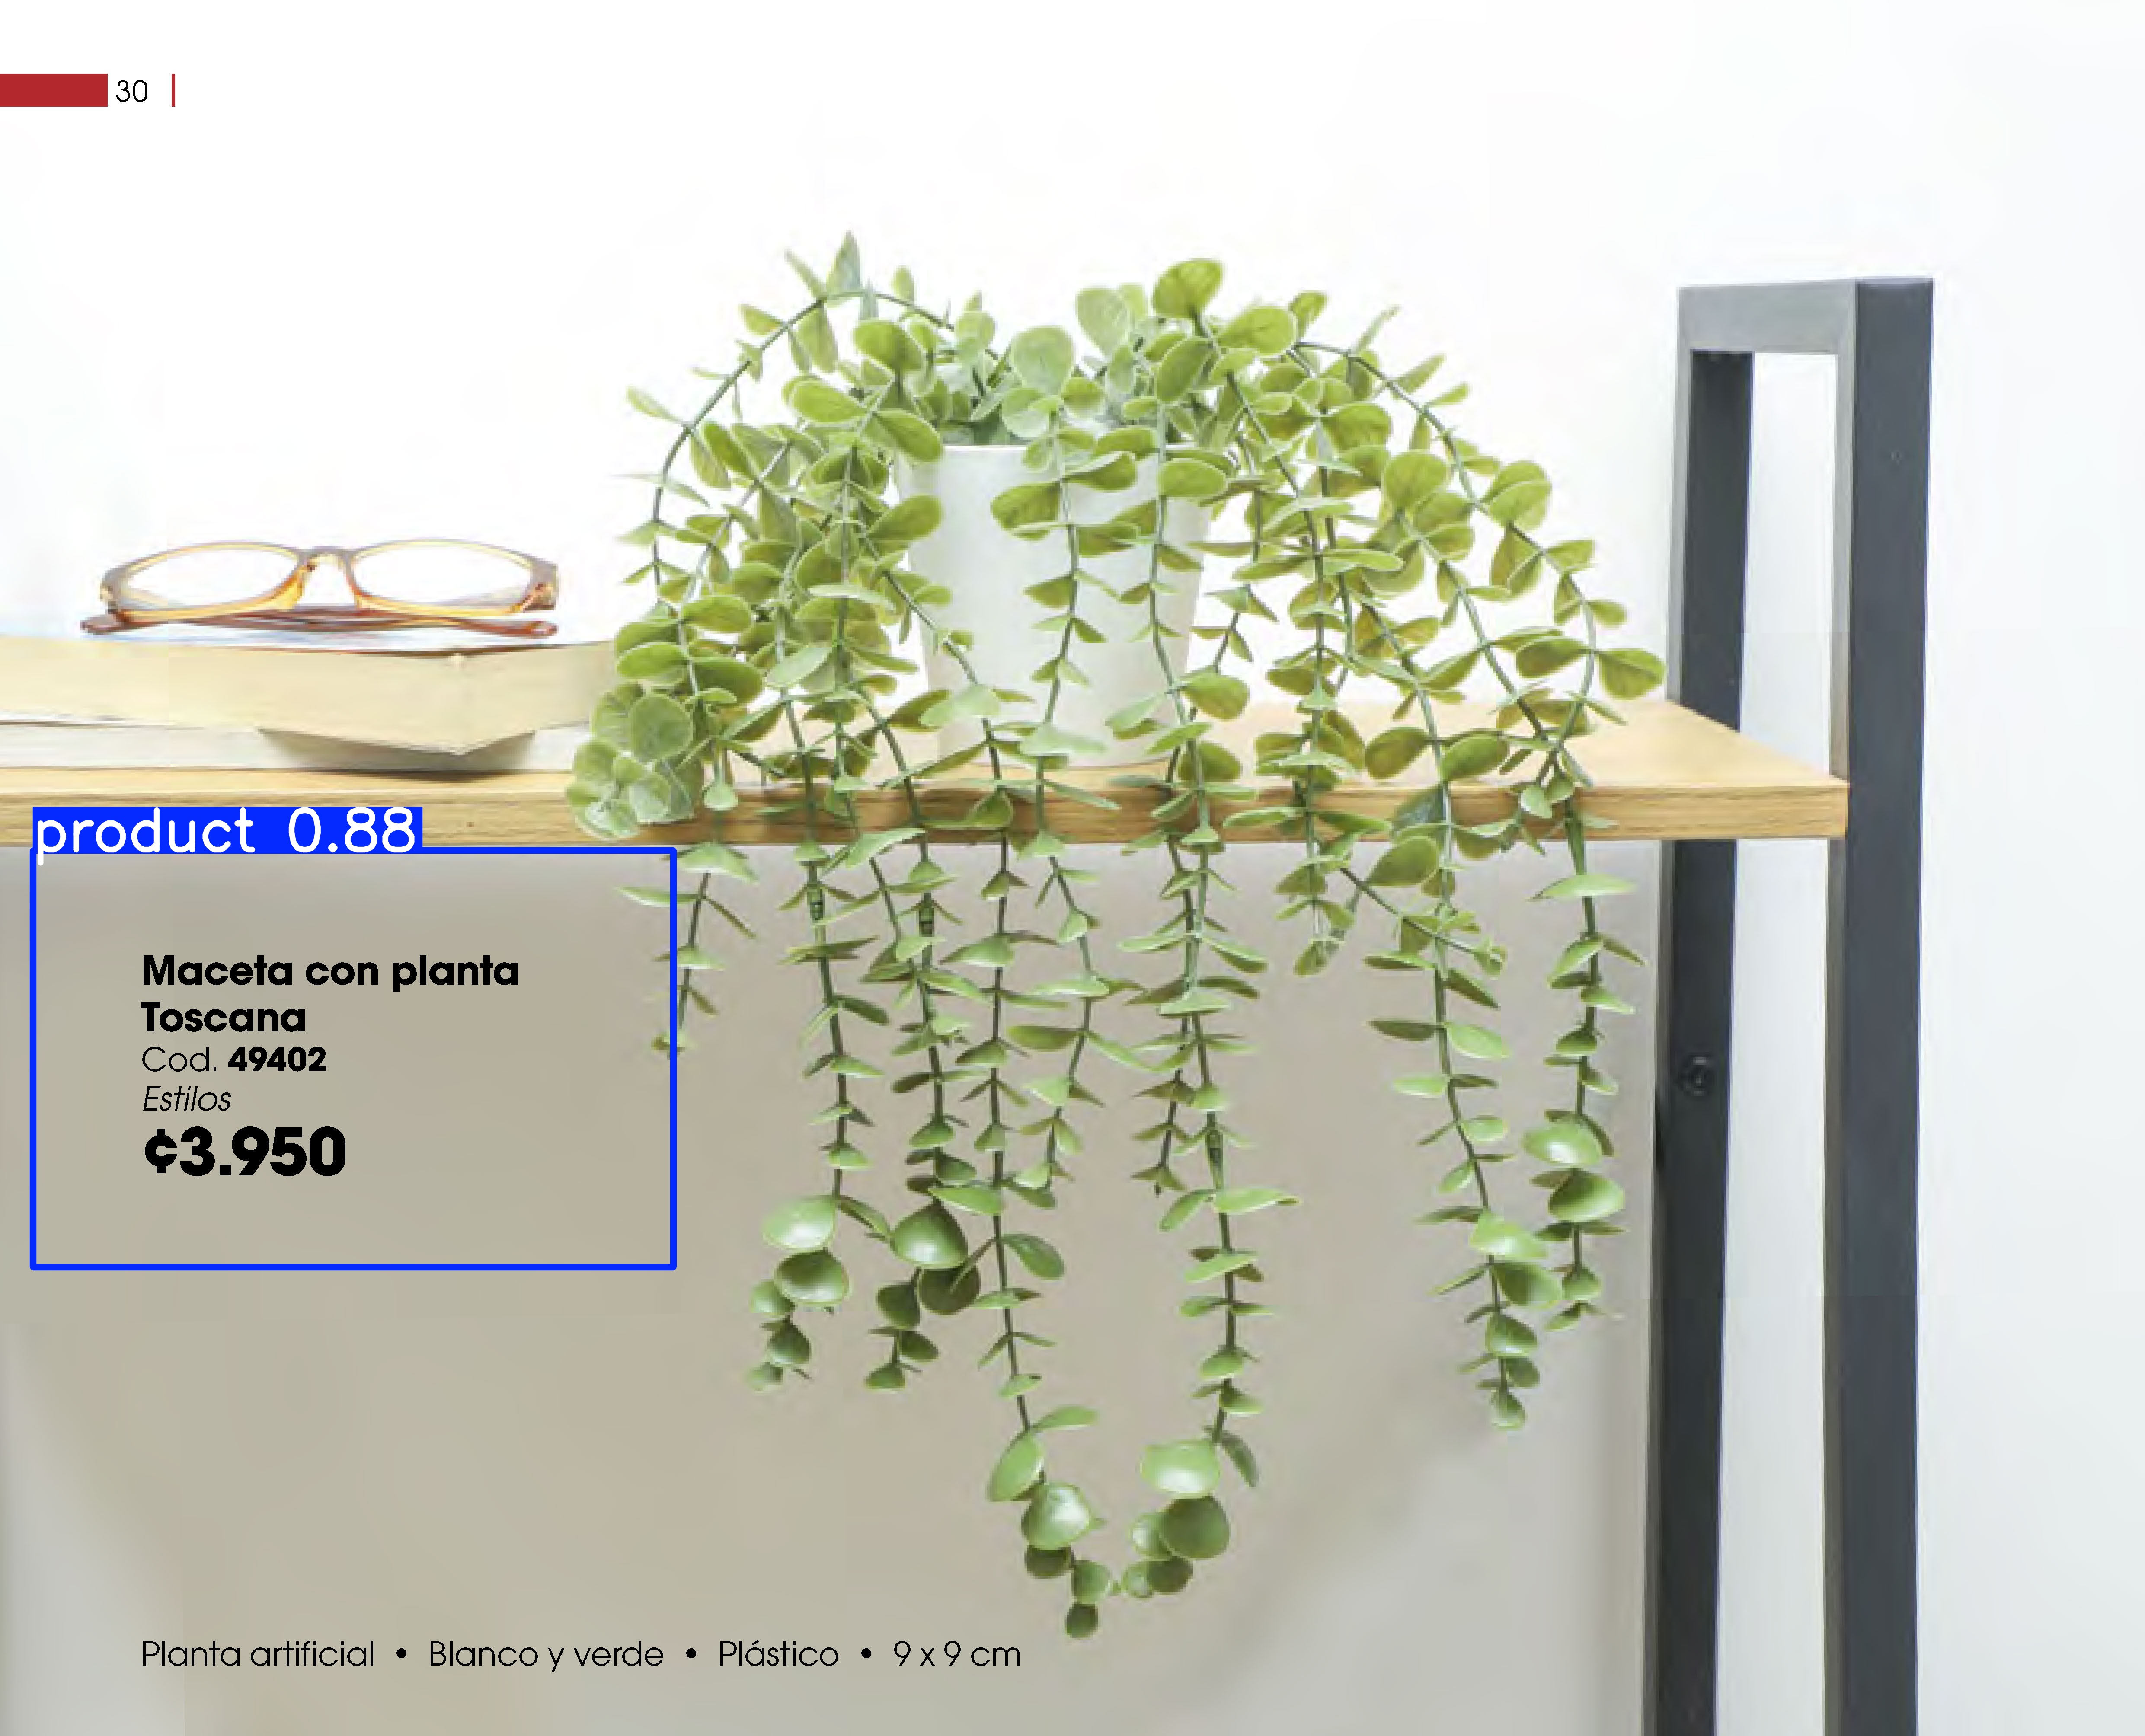 30
product 0.88
Maceta con planta
Toscana
Cod. 49402
Estilos
¢3.950
Planta artificial • Blanco y verde • Plástico • 9 x 9 cm